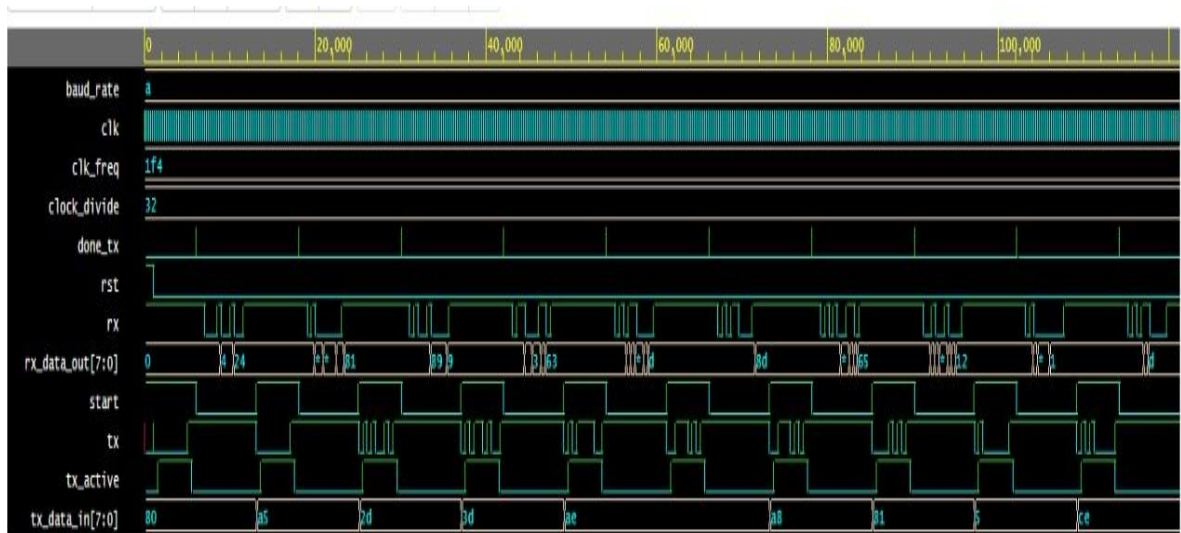 0 20,000 40,000 60,000 80,000 100,000
baud_rate a
clk
clk_freq 1f4
clock_divide 32
done_tx
rst
rx
rx_data_out[7:0] 0 4 24 * * 81 89 9 3 63 * d 8d * 65 * 12 * 1 d
start
tx
tx_active
tx_data_in[7:0] 80 a5 2d 3d ae a8 81 5 ce